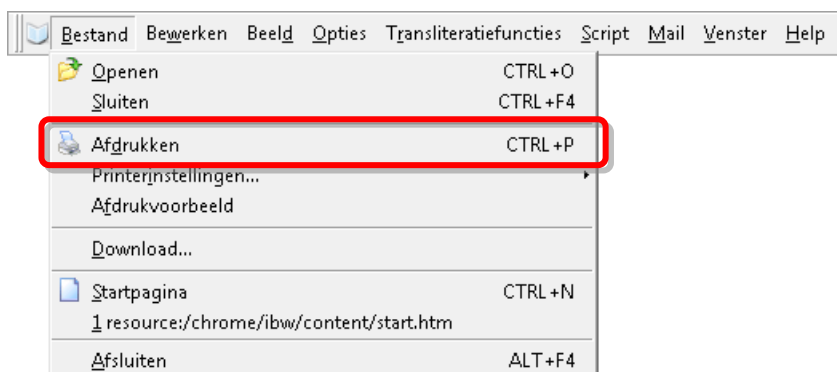 Bestand Bewerken Beeld Opties Transliteratiefuncties Script Mail Venster Help
Openen CTRL+O
Sluiten CTRL+F4
Afdrukken CTRL+P
Printerinstellingen...
Afdrukvoorbeeld
Download...
Startpagina CTRL+N
1 resource:/chrome/ibw/content/start.htm
Afsluiten ALT+F4